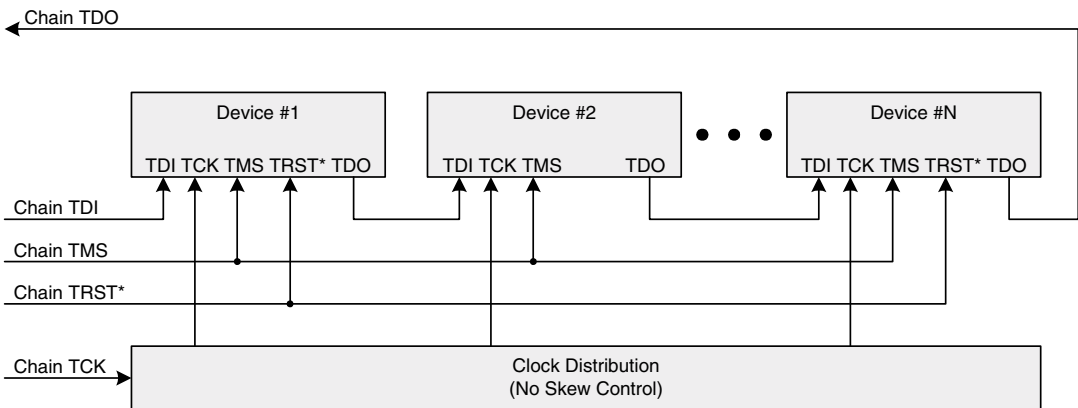 Chain TDO
Device #1
Device #2
Device #N
TDI TCK TMS TRST* TDO
TDI TCK TMS TDO
TDI TCK TMS TRST* TDO
Chain TDI
Chain TMS
Chain TRST*
Chain TCK
Clock Distribution
(No Skew Control)